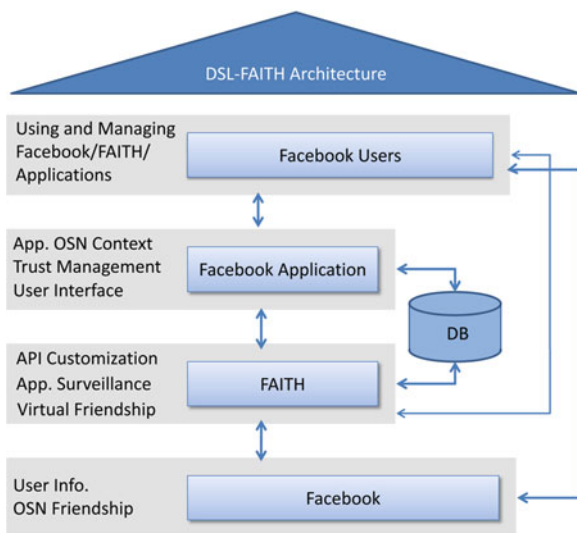 DSL-FAITH Architecture
Using and Managing
Facebook/FAITH/
Applications
Facebook Users
App. OSN Context
Trust Management
User Interface
Facebook Application
DB
API Customization
App. Surveillance
Virtual Friendship
FAITH
User Info.
OSN Friendship
Facebook